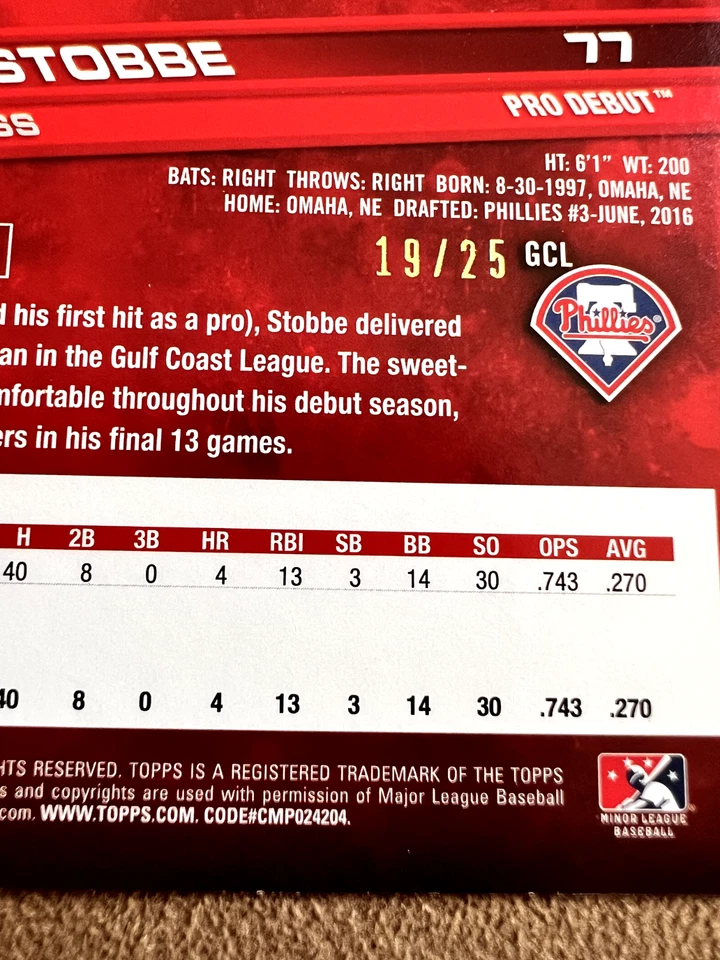 STOBBE 77
SS PRO DEBUT™
HT: 6'1" WT: 200
BATS: RIGHT THROWS: RIGHT BORN: 8-30-1997, OMAHA, NE
HOME: OMAHA, NE DRAFTED: PHILLIES #3-JUNE, 2016
19/25 GCL
Phillies®
d his first hit as a pro), Stobbe delivered
an in the Gulf Coast League. The sweet-
mfortable throughout his debut season,
ers in his final 13 games.
H 2B 3B HR RBI SB BB SO OPS AVG
40 8 0 4 13 3 14 30 .743 .270
40 8 0 4 13 3 14 30 .743 .270
HTS RESERVED. TOPPS IS A REGISTERED TRADEMARK OF THE TOPPS
s and copyrights are used with permission of Major League Baseball
com. WWW.TOPPS.COM. CODE#CMP024204.
MINOR LEAGUE
BASEBALL